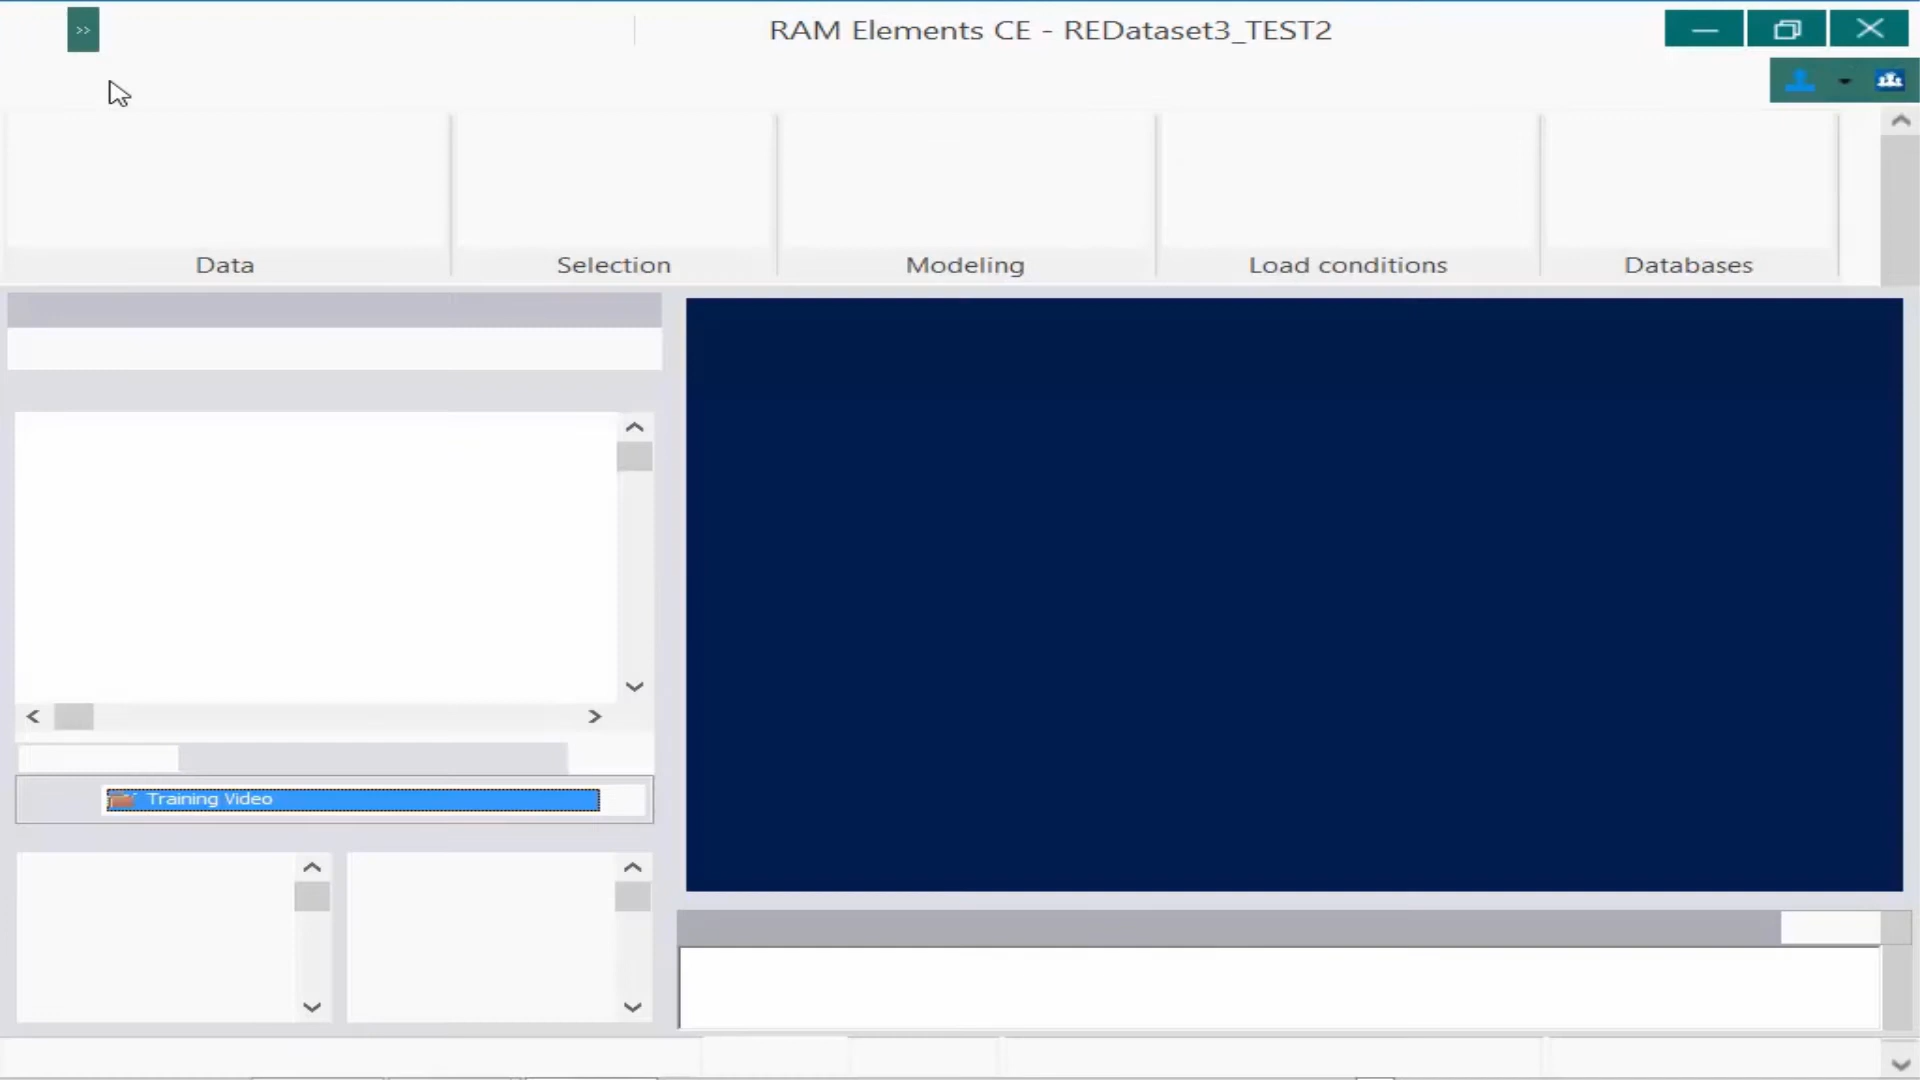 >>
RAM Elements CE - REDataset3_TEST2
Data
Selection
Modeling
Load conditions
Databases
Training Video